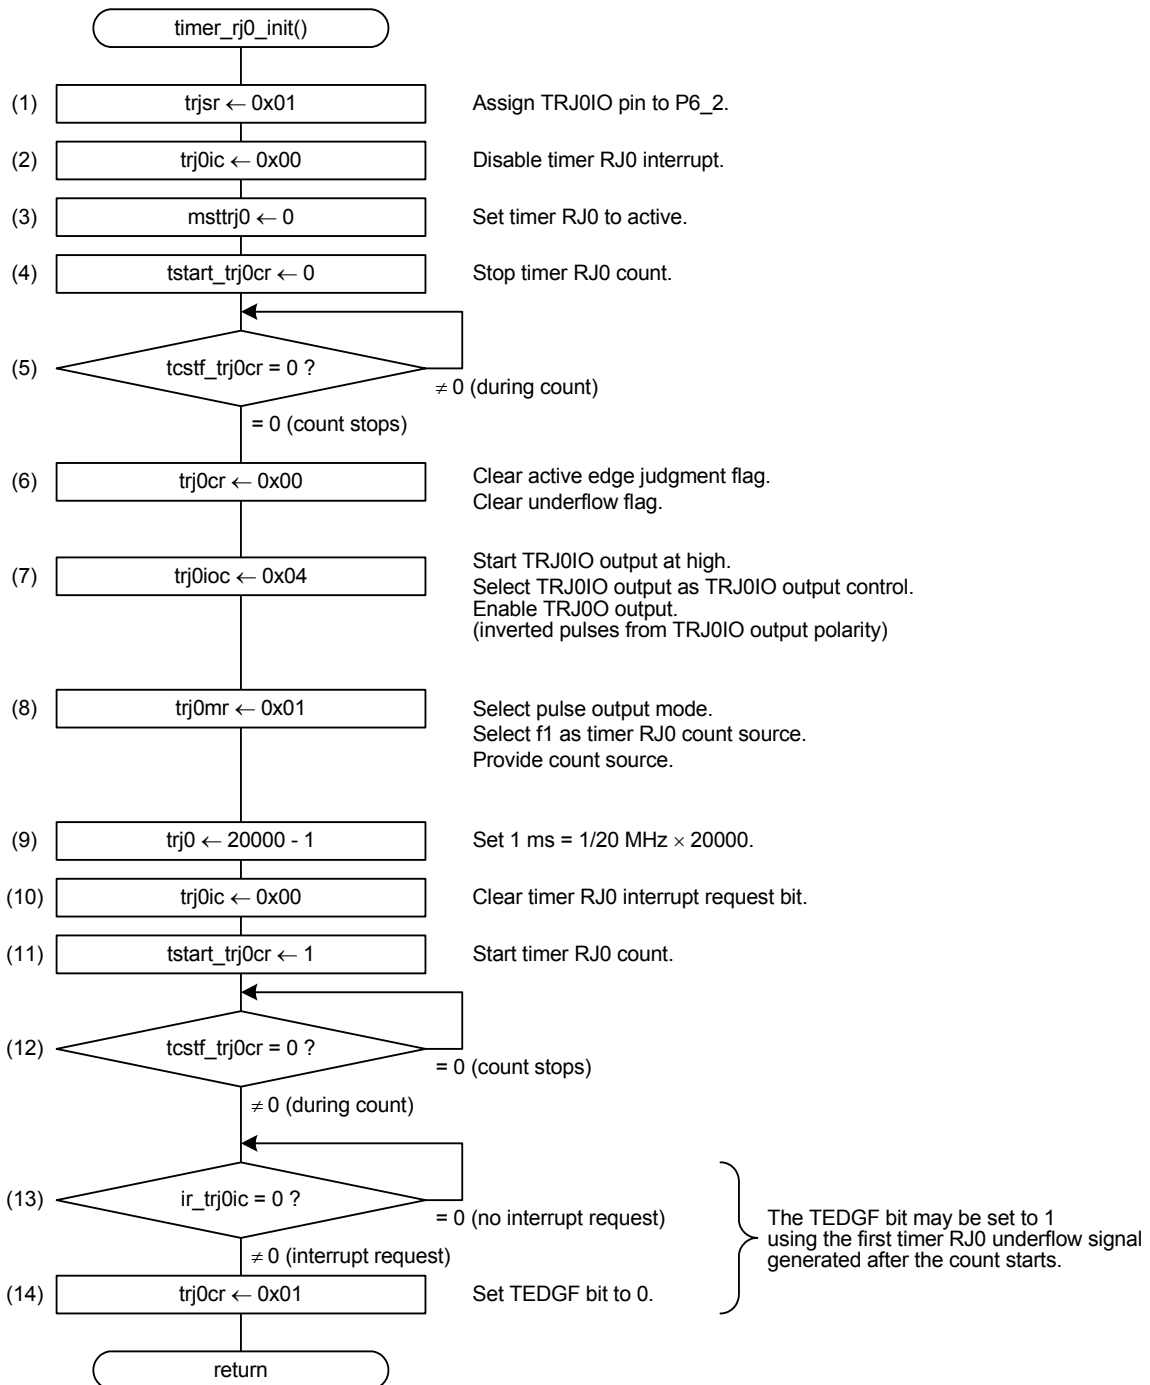 timer_rj0_init()
(1) trjsr ← 0x01 Assign TRJ0IO pin to P6_2.
(2) trj0ic ← 0x00 Disable timer RJ0 interrupt.
(3) msttrj0 ← 0 Set timer RJ0 to active.
(4) tstart_trj0cr ← 0 Stop timer RJ0 count.
(5) tcstf_trj0cr = 0 ?
≠ 0 (during count)
= 0 (count stops)
(6) trj0cr ← 0x00 Clear active edge judgment flag.
Clear underflow flag.
(7) trj0ioc ← 0x04 Start TRJ0IO output at high.
Select TRJ0IO output as TRJ0IO output control.
Enable TRJ0O output.
(inverted pulses from TRJ0IO output polarity)
(8) trj0mr ← 0x01 Select pulse output mode.
Select f1 as timer RJ0 count source.
Provide count source.
(9) trj0 ← 20000 - 1 Set 1 ms = 1/20 MHz × 20000.
(10) trj0ic ← 0x00 Clear timer RJ0 interrupt request bit.
(11) tstart_trj0cr ← 1 Start timer RJ0 count.
(12) tcstf_trj0cr = 0 ?
= 0 (count stops)
≠ 0 (during count)
(13) ir_trj0ic = 0 ?
= 0 (no interrupt request)
≠ 0 (interrupt request)
The TEDGF bit may be set to 1
using the first timer RJ0 underflow signal
generated after the count starts.
(14) trj0cr ← 0x01 Set TEDGF bit to 0.
return